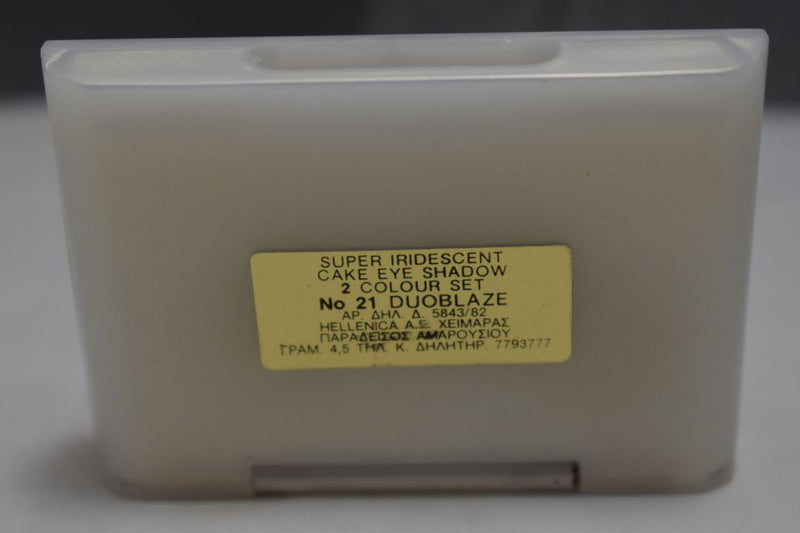 SUPER IRIDESCENT
CAKE EYE SHADOW
2 COLOUR SET
No 21 DUOBLAZE
ΑΡ. ΔΗΛ. Δ. 5843/82
HELLENICA Α.Ε. ΧΕΙΜΑΡΑΣ
ΠΑΡΑΔΕΙΣΟΣ ΑΜΑΡΟΥΣΙΟΥ
ΓΡΑΜ. 4,5 ΤΗΛ. Κ. ΔΗΛΗΤΗΡ. 7793777